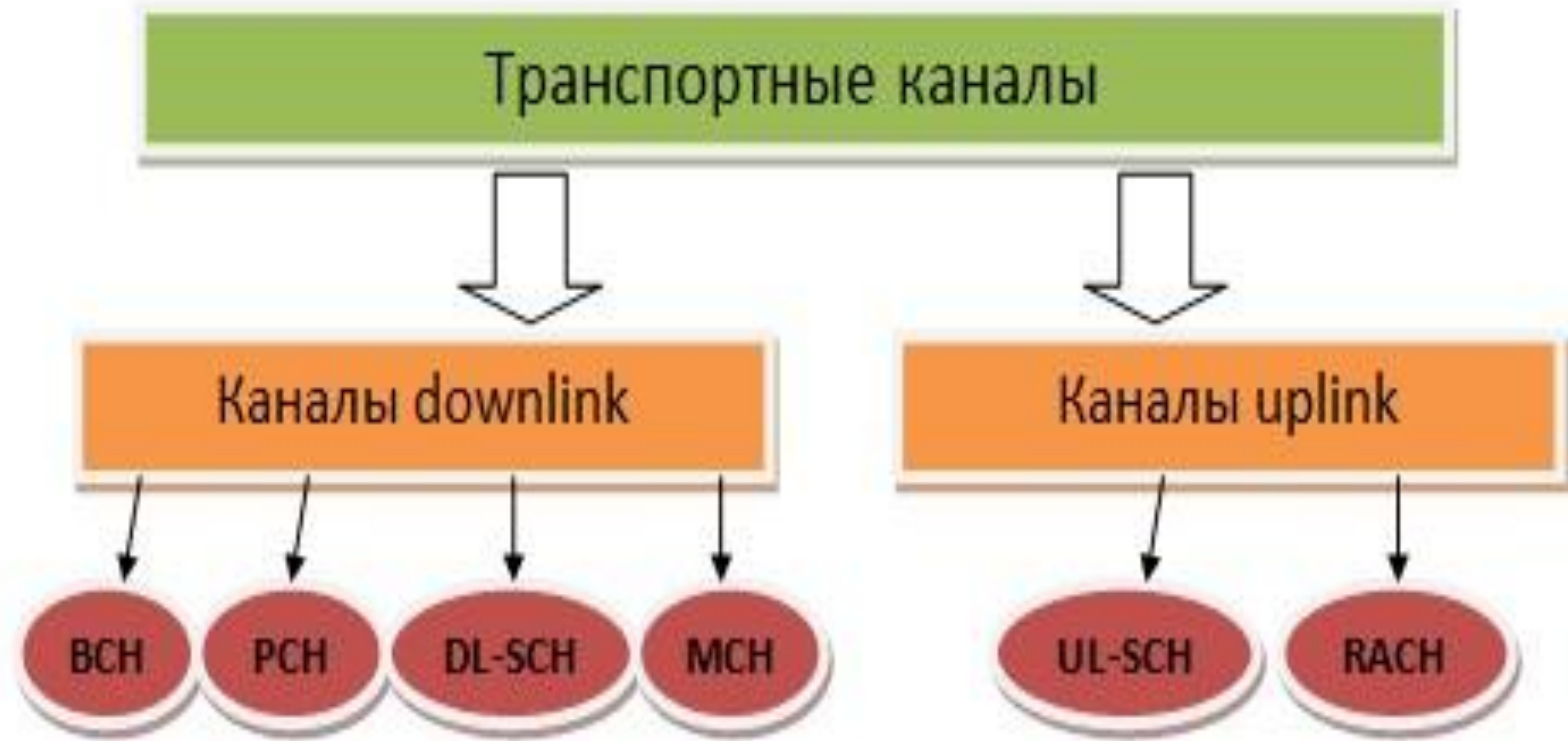 Транспортные каналы
Каналы downlink
Каналы uplink
BCH
PCH
DL-SCH
MCH
UL-SCH
RACH